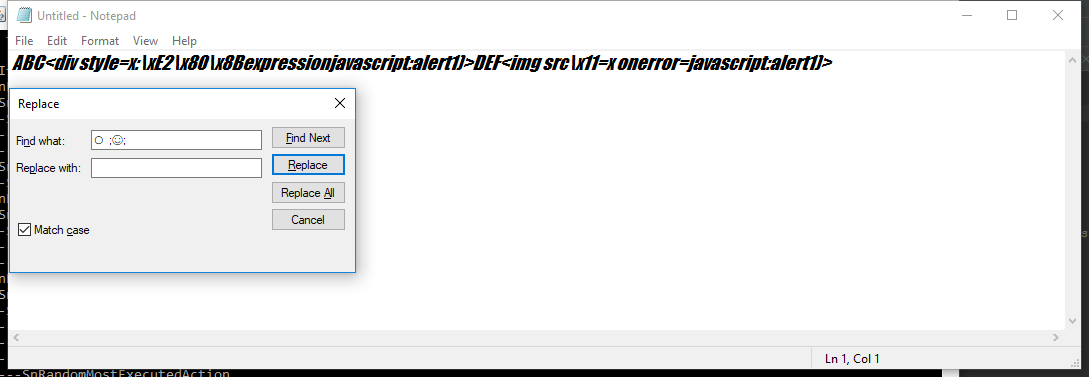 Untitled - Notepad
File Edit Format View Help
ABC<div style=x:\xE2\x80\x8Bexpressionjavascript:alert1)>DEF<img src\x11=x onerror=javascript:alert1)>
Replace
Find what: ○ ;☺;
Find Next
Replace with:
Replace
Replace All
Match case
Cancel
Ln 1, Col 1
---SnRandomMostExecutedAction